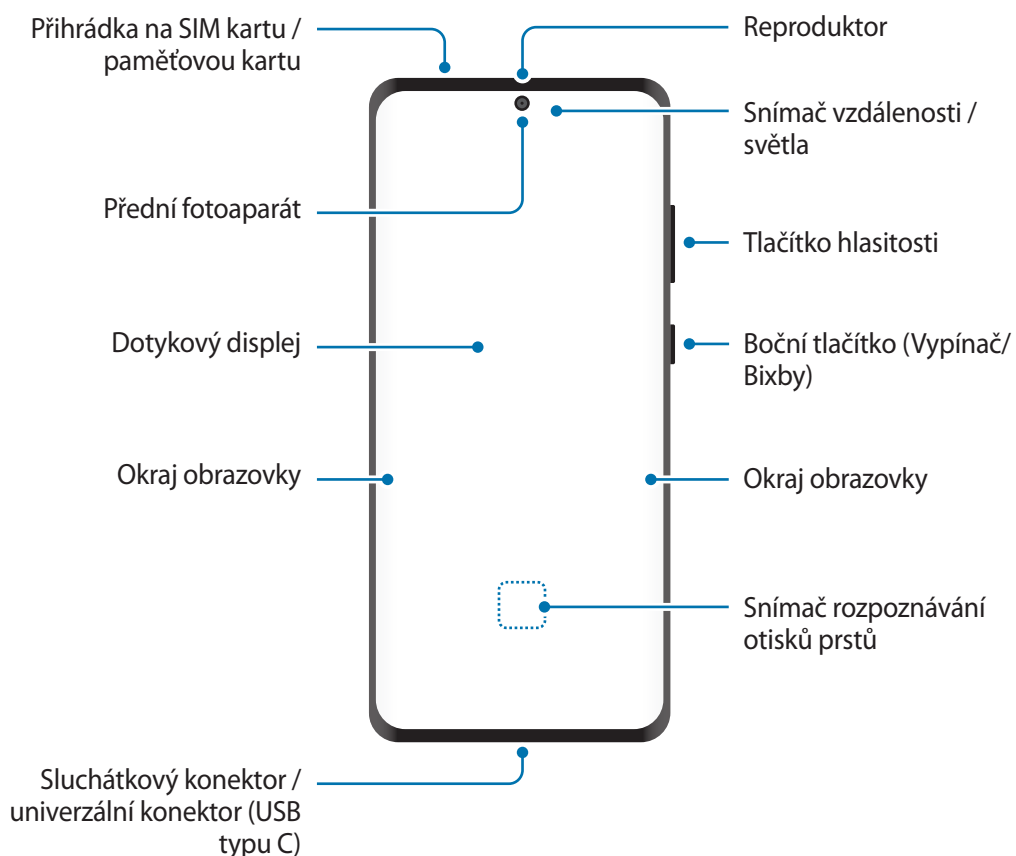 Přihrádka na SIM kartu /
paměťovou kartu
Přední fotoaparát
Dotykový displej
Okraj obrazovky
Sluchátkový konektor /
univerzální konektor (USB
typu C)
Reproduktor
Snímač vzdálenosti /
světla
Tlačítko hlasitosti
Boční tlačítko (Vypínač/
Bixby)
Okraj obrazovky
Snímač rozpoznávání
otisků prstů